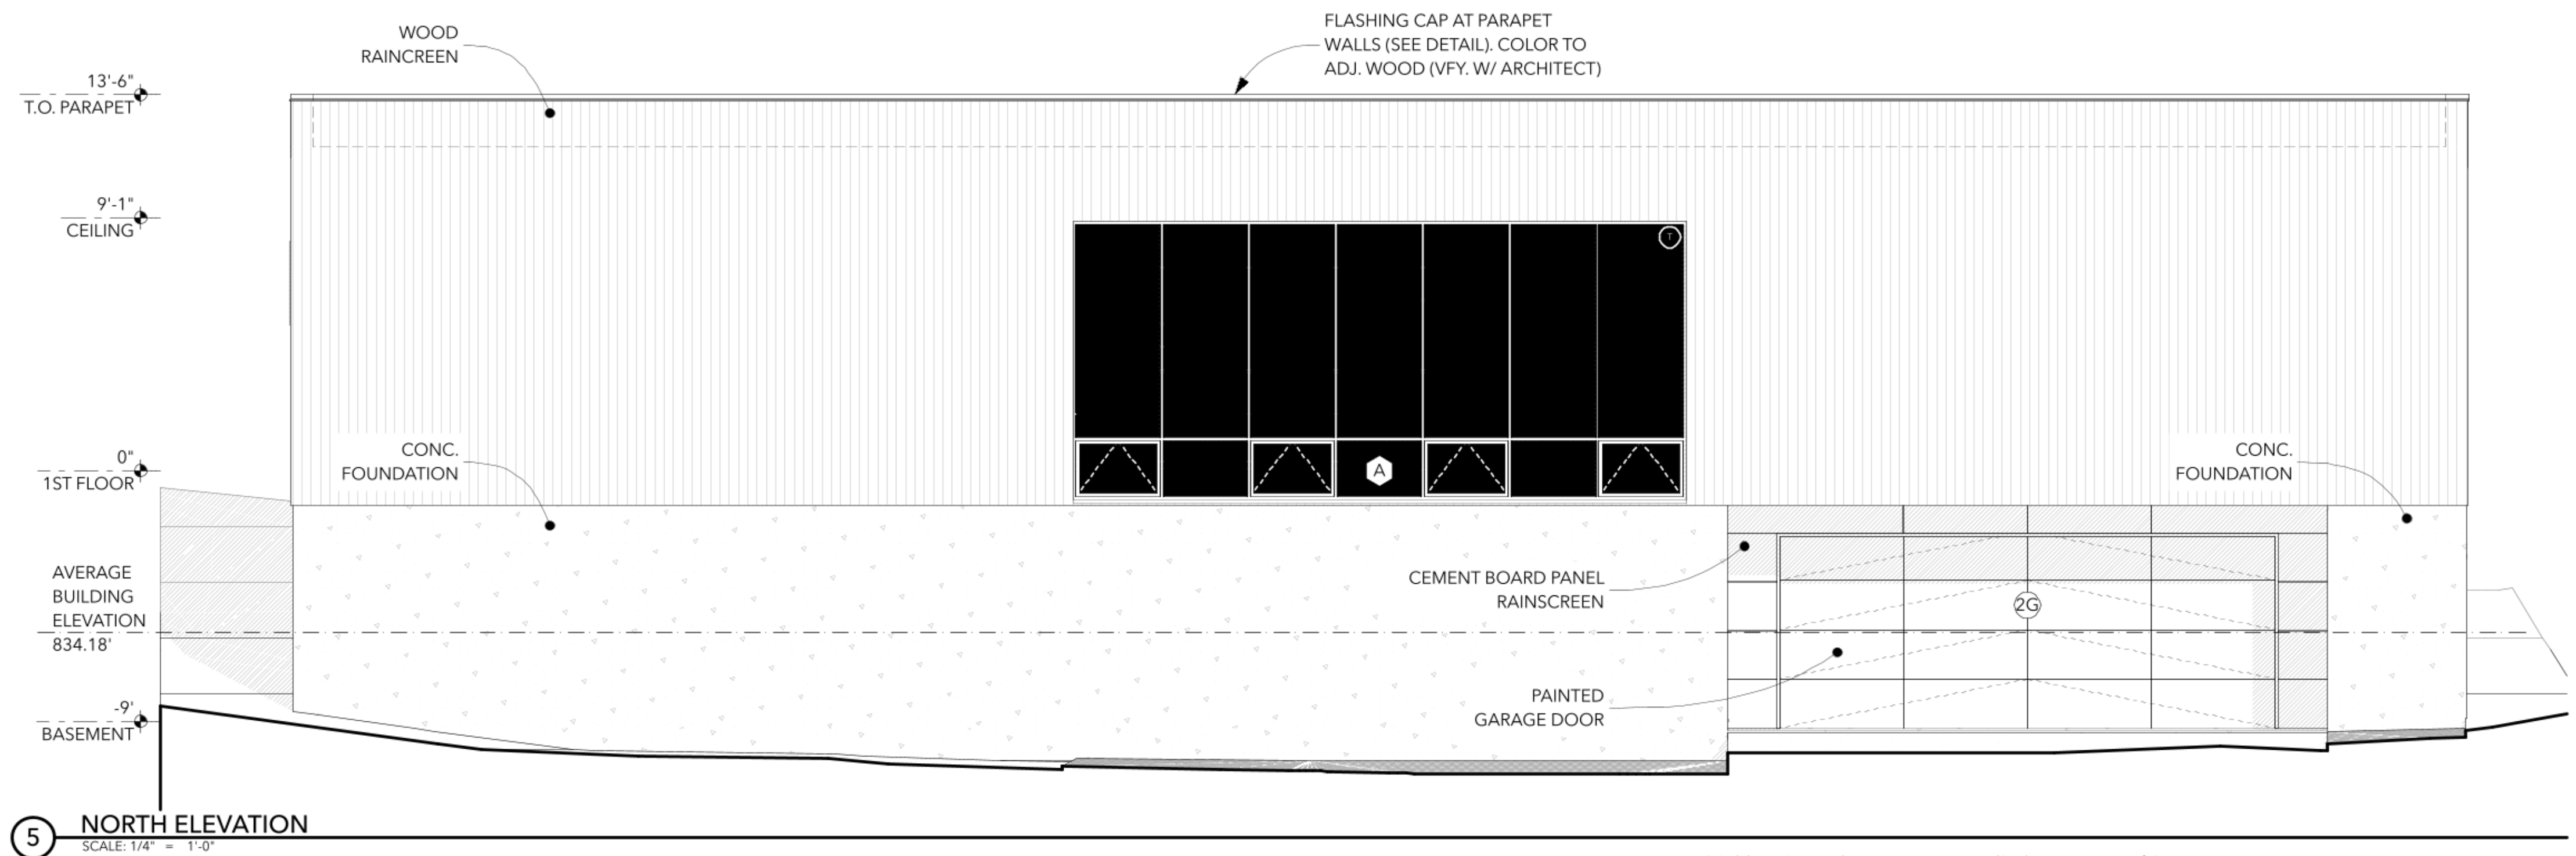 WOOD
RAINCREEN
FLASHING CAP AT PARAPET
WALLS (SEE DETAIL). COLOR TO
ADJ. WOOD (VFY. W/ ARCHITECT)
13'-6"
T.O. PARAPET
9'-1"
CEILING
T
CONC.
FOUNDATION
A
CONC.
FOUNDATION
0"
1ST FLOOR
CEMENT BOARD PANEL
RAINSCREEN
2G
AVERAGE
BUILDING
ELEVATION
834.18'
PAINTED
GARAGE DOOR
-9'
BASEMENT
5
NORTH ELEVATION
SCALE: 1/4" = 1'-0"